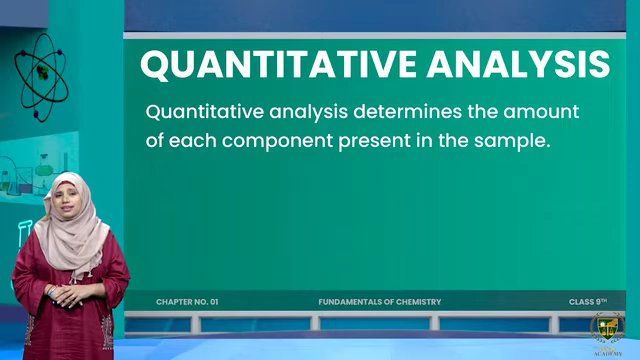 QUANTITATIVE ANALYSIS
Quantitative analysis determines the amount
of each component present in the sample.
CHAPTER NO. 01
FUNDAMENTALS OF CHEMISTRY
CLASS 9TH
ACADEMY